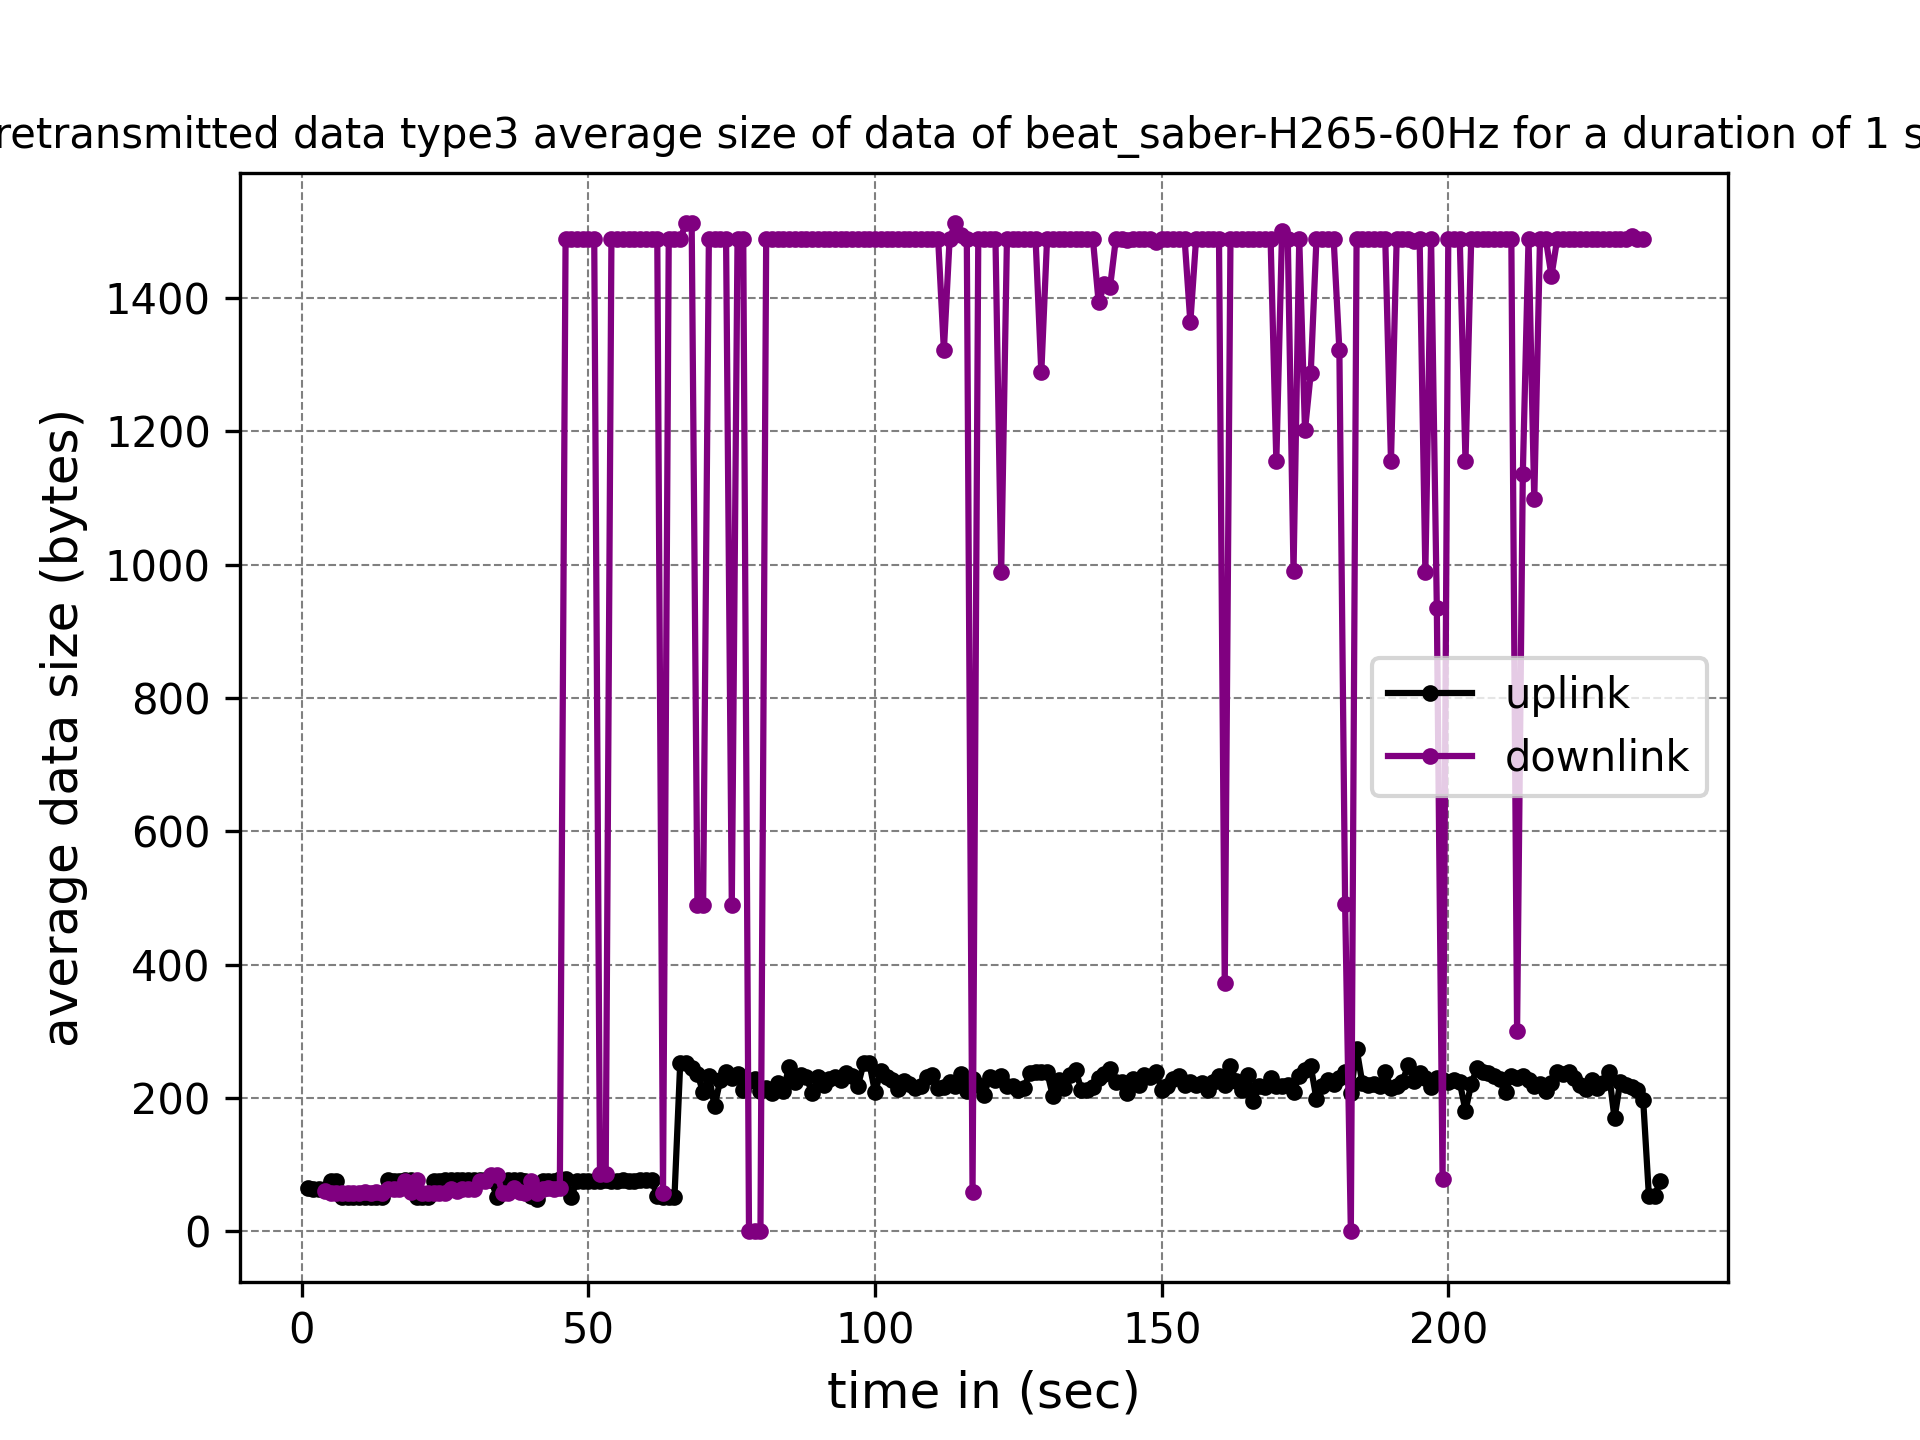 retransmitted data type3 average size of data of beat_saber-H265-60Hz for a duration of 1 s
average data size (bytes)
1400
1200
1000
800
600
400
200
0
uplink
downlink
0 50 100 150 200
time in (sec)